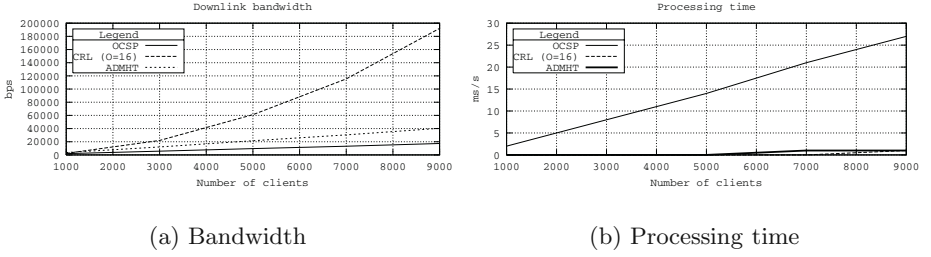 Downlink bandwidth
200000
180000
160000
140000
120000
100000
80000
60000
40000
20000
0
bps
Legend
OCSP
CRL (O=16)
ADMHT
1000 2000 3000 4000 5000 6000 7000 8000 9000
Number of clients
(a) Bandwidth
Processing time
30
25
20
15
10
5
0
ms/s
Legend
OCSP
CRL (O=16)
ADMHT
1000 2000 3000 4000 5000 6000 7000 8000 9000
Number of clients
(b) Processing time